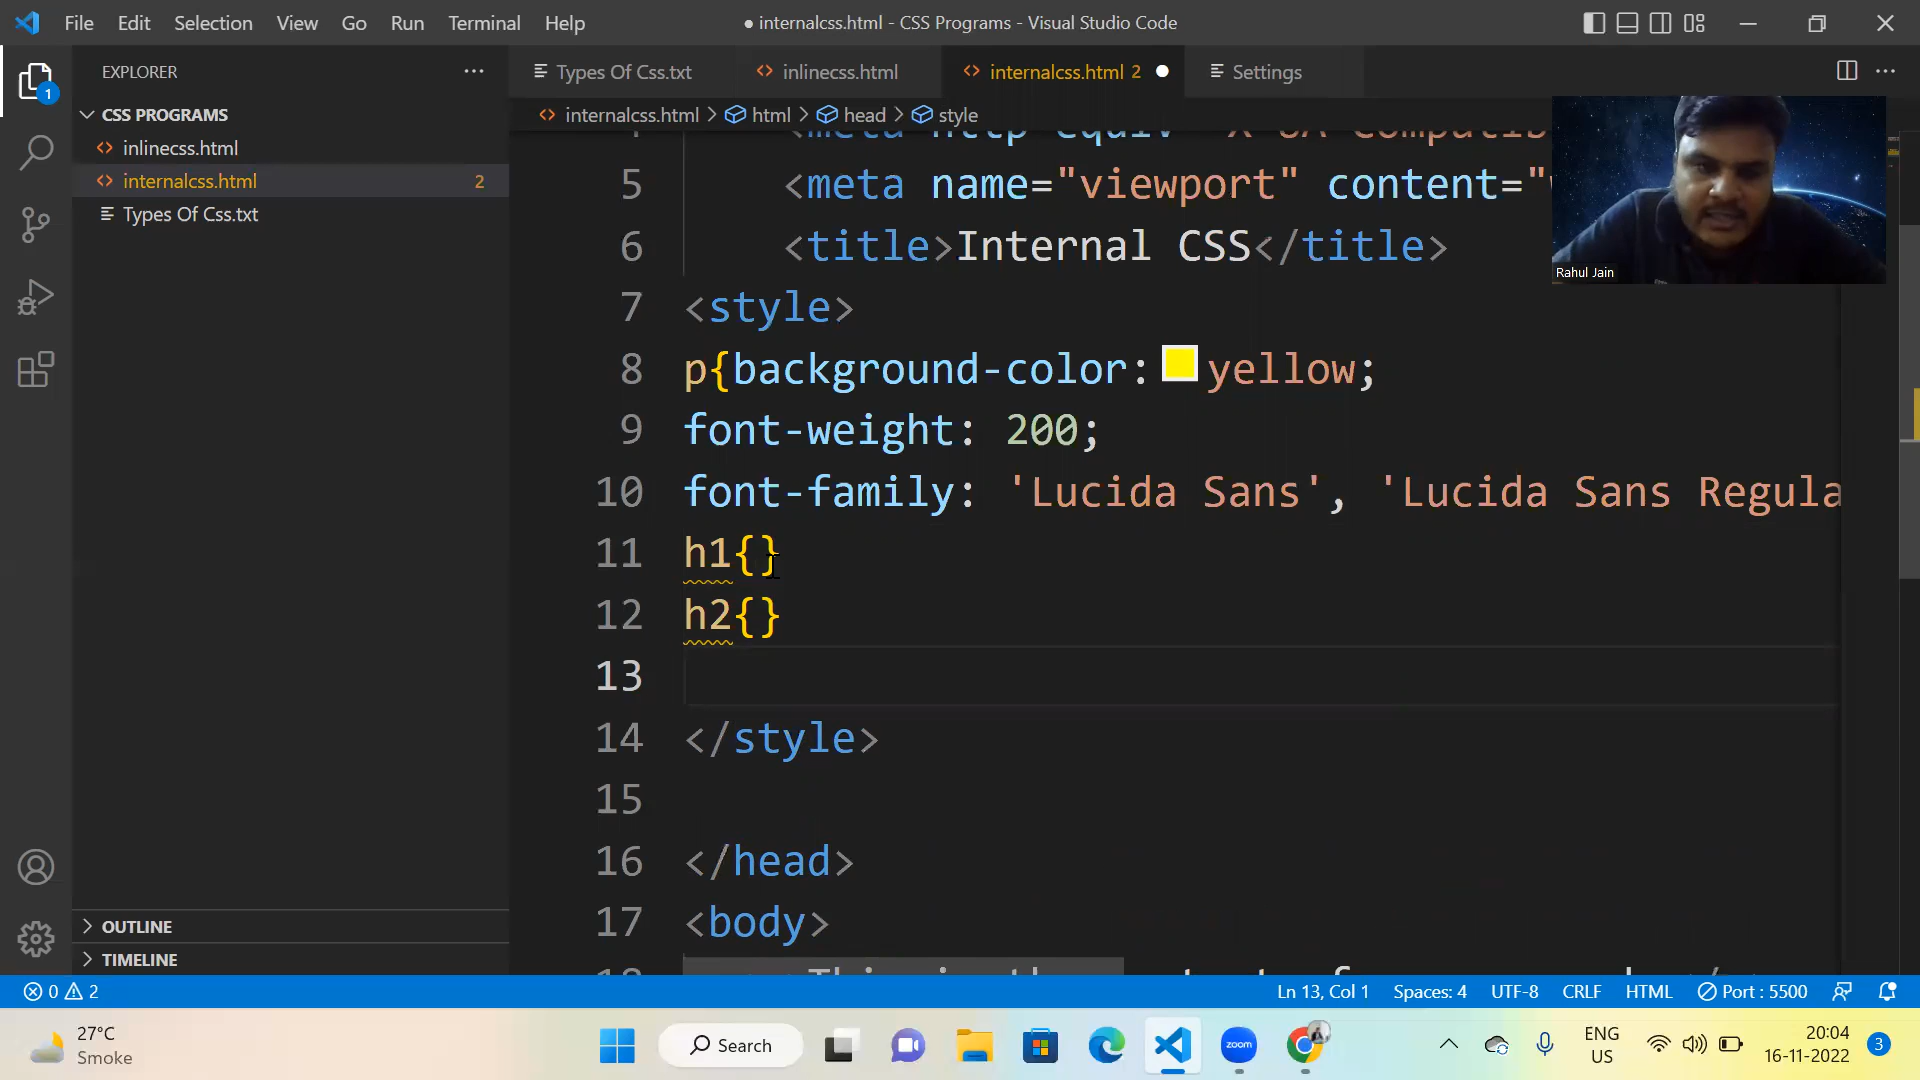 File Edit Selection View Go Run Terminal Help
● internalcss.html - CSS Programs - Visual Studio Code
EXPLORER
CSS PROGRAMS
inlinecss.html
internalcss.html 2
Types Of Css.txt
OUTLINE
TIMELINE
1
Types Of Css.txt
inlinecss.html
internalcss.html 2
Settings
internalcss.html > html > head > style
5 <meta name="viewport" content="
6 <title>Internal CSS</title>
7 <style>
8 p{background-color: yellow;
9 font-weight: 200;
10 font-family: 'Lucida Sans', 'Lucida Sans Regula
11 h1{}
12 h2{}
13
14 </style>
15
16 </head>
17 <body>
Rahul Jain
0 2
Ln 13, Col 1 Spaces: 4 UTF-8 CRLF HTML Port : 5500
27°C
Smoke
Search
zoom
ENG
US
20:04
16-11-2022
3